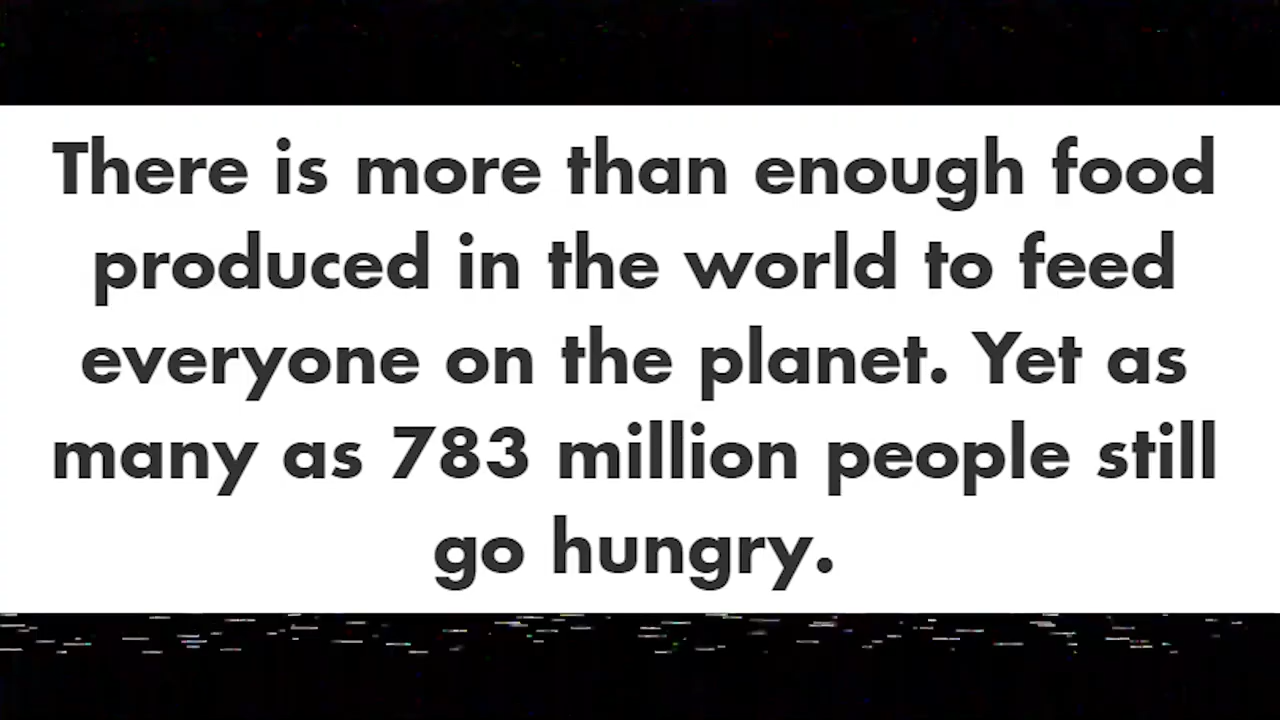 There is more than enough food
produced in the world to feed
everyone on the planet. Yet as
many as 783 million people still
go hungry.